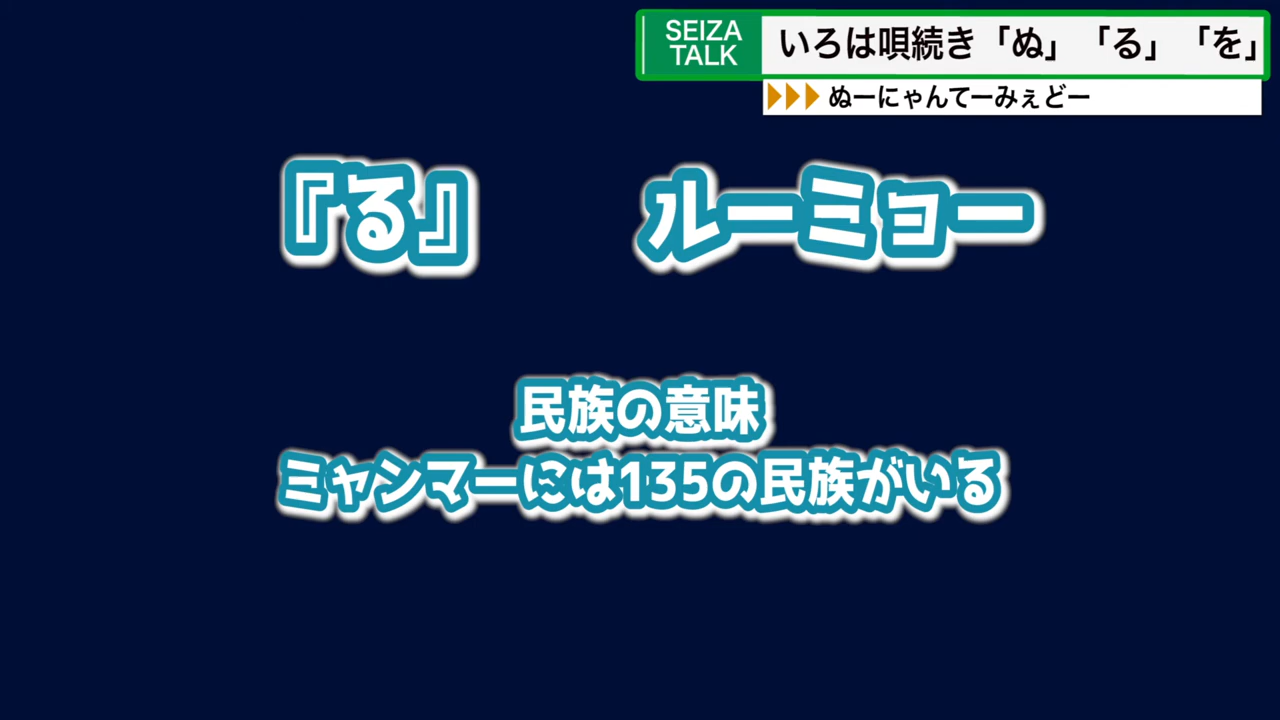 SEIZA
TALK
いろは唄続き「ぬ」「る」「を」
ぬーにゃんてーみぇどー
『る』 ルーミョー
民族の意味
ミャンマーには135の民族がいる